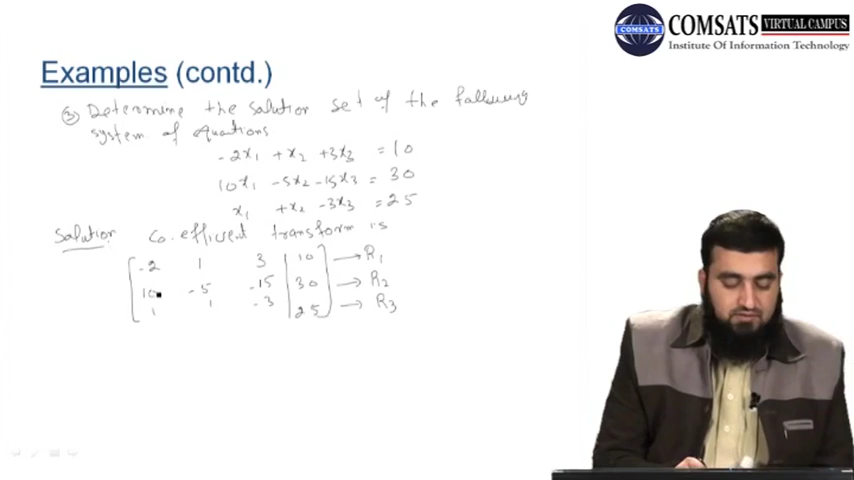 COMSATS VIRTUAL CAMPUS
Institute Of Information Technology
COMSATS
Examples (contd.)
③ Determine the solution set of the following
system of equations
-2x₁ +x₂ +3x₃ = 10
10x₁ -5x₂ -15x₃ = 30
x₁ +x₂ -3x₃ = 25
Solution Co.efficient transform is
-2 1 3 | 10 → R₁
10 -5 -15 | 30 → R₂
1 1 -3 | 25 → R₃